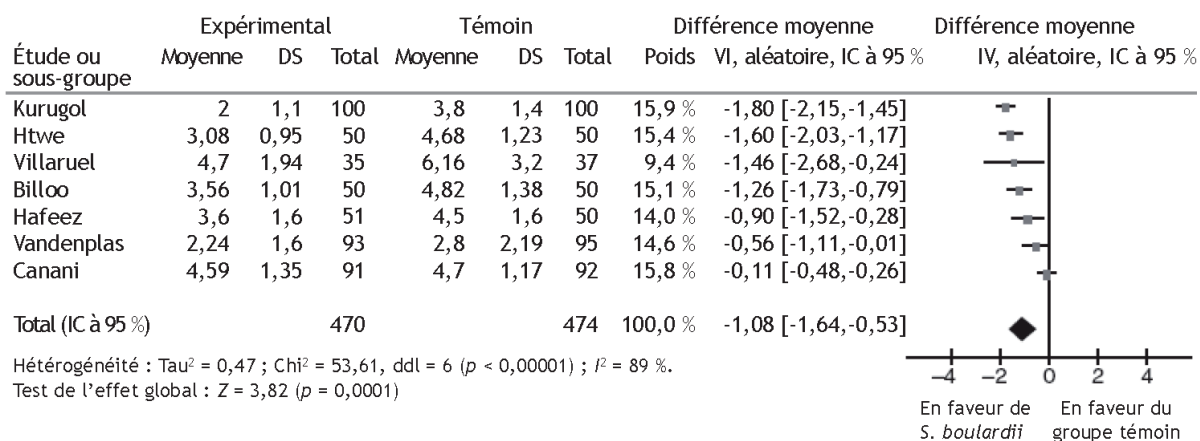 Expérimental Témoin Différence moyenne Différence moyenne
Étude ou sous-groupe Moyenne DS Total Moyenne DS Total Poids VI, aléatoire, IC à 95 % IV, aléatoire, IC à 95 %
Kurugol 2 1,1 100 3,8 1,4 100 15,9 % -1,80 [-2,15,-1,45]
Htwe 3,08 0,95 50 4,68 1,23 50 15,4 % -1,60 [-2,03,-1,17]
Villaruel 4,7 1,94 35 6,16 3,2 37 9,4 % -1,46 [-2,68,-0,24]
Billoo 3,56 1,01 50 4,82 1,38 50 15,1 % -1,26 [-1,73,-0,79]
Hafeez 3,6 1,6 51 4,5 1,6 50 14,0 % -0,90 [-1,52,-0,28]
Vandenplas 2,24 1,6 93 2,8 2,19 95 14,6 % -0,56 [-1,11,-0,01]
Canani 4,59 1,35 91 4,7 1,17 92 15,8 % -0,11 [-0,48,-0,26]
Total (IC à 95 %) 470 474 100,0 % -1,08 [-1,64,-0,53]
Hétérogénéité : Tau² = 0,47 ; Chi² = 53,61, ddl = 6 (p < 0,00001) ; I² = 89 %.
Test de l'effet global : Z = 3,82 (p = 0,0001)
−4 −2 0 2 4
En faveur de S. boulardii
En faveur du groupe témoin